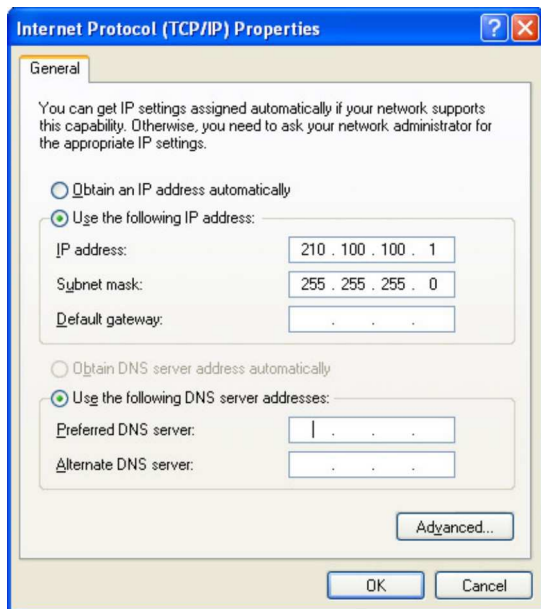 Internet Protocol (TCP/IP) Properties
General
You can get IP settings assigned automatically if your network supports
this capability. Otherwise, you need to ask your network administrator for
the appropriate IP settings.
Obtain an IP address automatically
Use the following IP address:
IP address: 210 . 100 . 100 . 1
Subnet mask: 255 . 255 . 255 . 0
Default gateway: . . .
Obtain DNS server address automatically
Use the following DNS server addresses:
Preferred DNS server: . . .
Alternate DNS server: . . .
Advanced...
OK Cancel